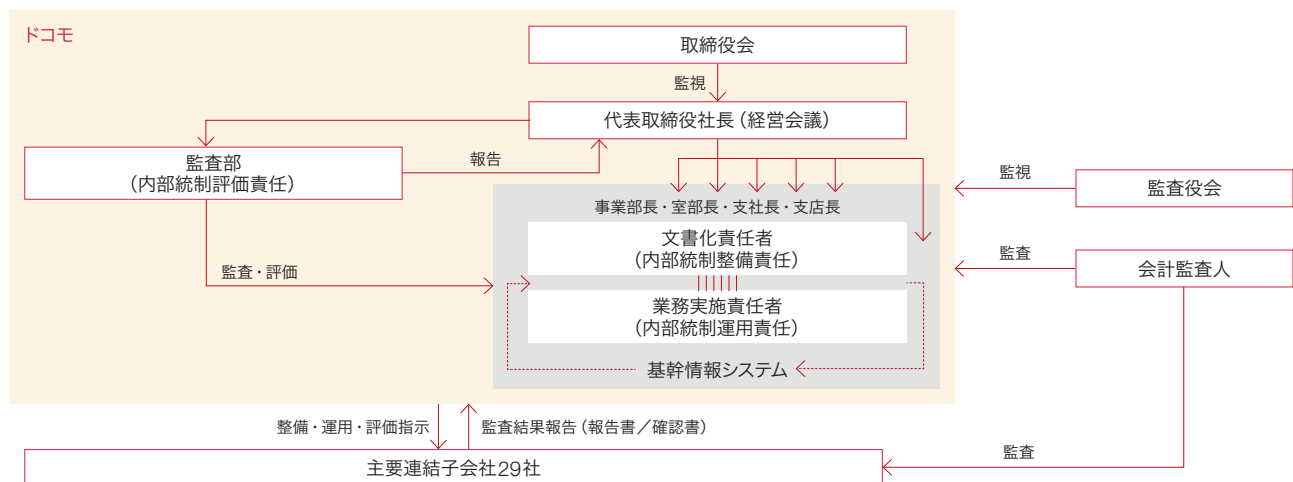 ドコモ
取締役会
監視
代表取締役社長（経営会議）
監査部
（内部統制評価責任）
報告
監視
監査役会
事業部長・室部長・支社長・支店長
文書化責任者
（内部統制整備責任）
監査・評価
監査
会計監査人
業務実施責任者
（内部統制運用責任）
基幹情報システム
整備・運用・評価指示
監査結果報告（報告書／確認書）
監査
主要連結子会社29社